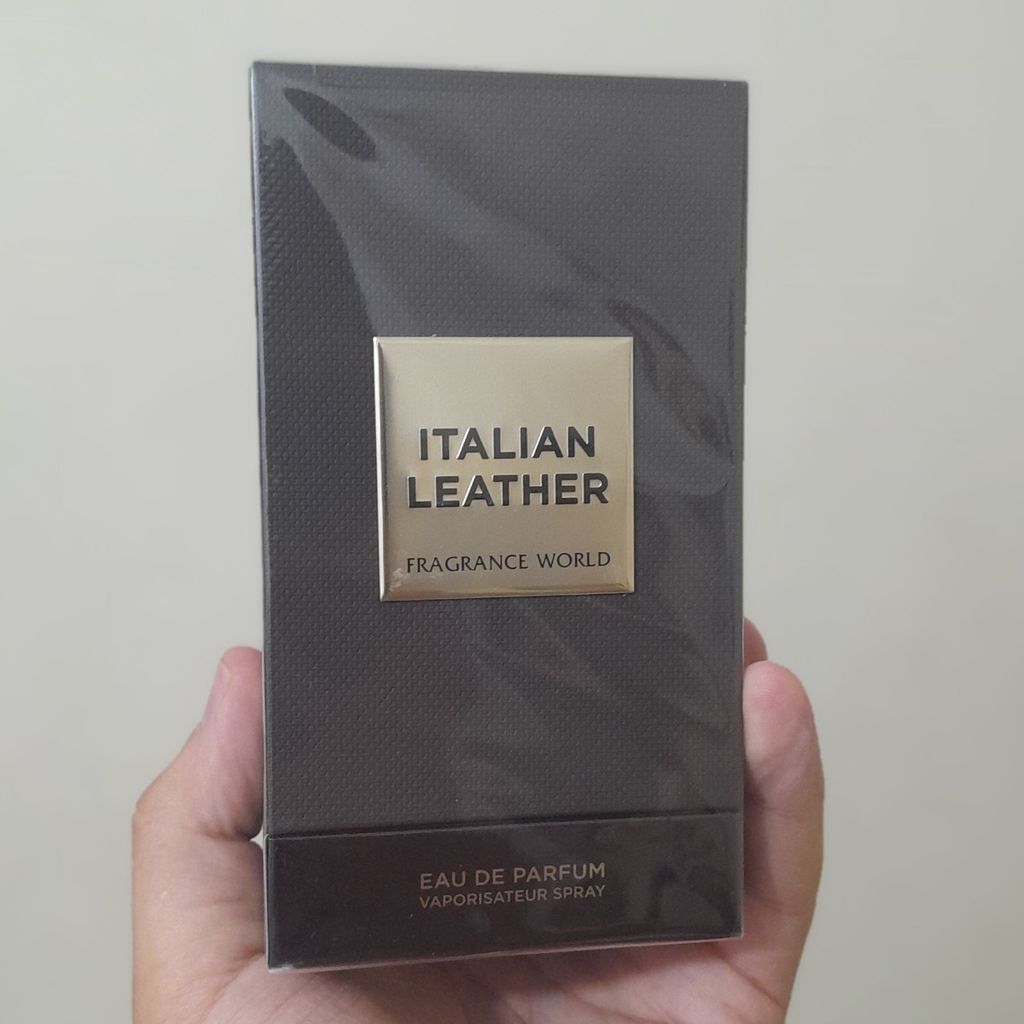 ITALIAN
LEATHER
FRAGRANCE WORLD
EAU DE PARFUM
VAPORISATEUR SPRAY